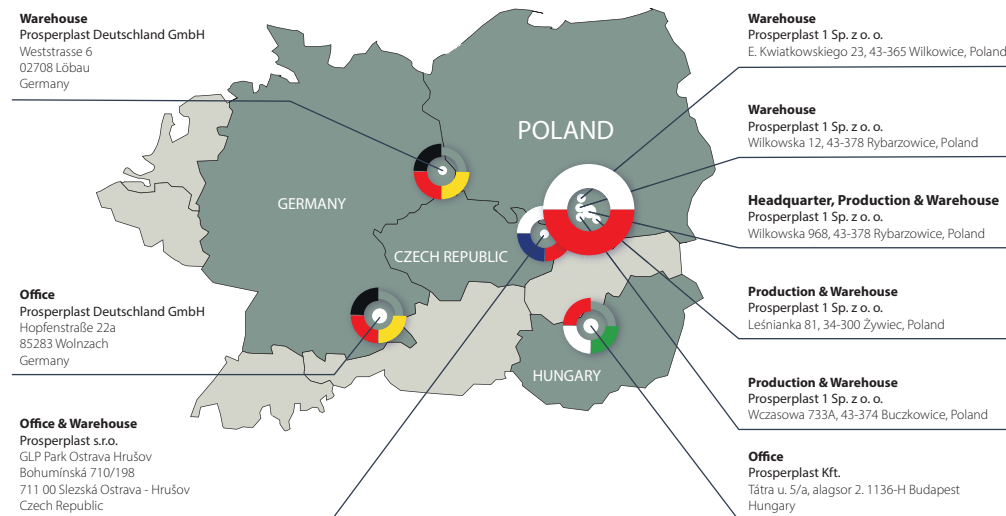 Warehouse
Prosperplast Deutschland GmbH
Weststrasse 6
02708 Löbau
Germany
Office
Prosperplast Deutschland GmbH
Hopfenstraße 22a
85283 Wolnzach
Germany
Office & Warehouse
Prosperplast s.r.o.
GLP Park Ostrava Hrušov
Bohumínská 710/198
711 00 Slezská Ostrava - Hrušov
Czech Republic
POLAND
GERMANY
CZECH REPUBLIC
HUNGARY
Warehouse
Prosperplast 1 Sp. z o. o.
E. Kwiatkowskiego 23, 43-365 Wilkowice, Poland
Warehouse
Prosperplast 1 Sp. z o. o.
Wilkowska 12, 43-378 Rybarzowice, Poland
Headquarter, Production & Warehouse
Prosperplast 1 Sp. z o. o.
Wilkowska 968, 43-378 Rybarzowice, Poland
Production & Warehouse
Prosperplast 1 Sp. z o. o.
Leśnianka 81, 34-300 Żywiec, Poland
Production & Warehouse
Prosperplast 1 Sp. z o. o.
Wczasowa 733A, 43-374 Buczkowice, Poland
Office
Prosperplast Kft.
Tátra u. 5/a, alagsor 2. 1136-H Budapest
Hungary